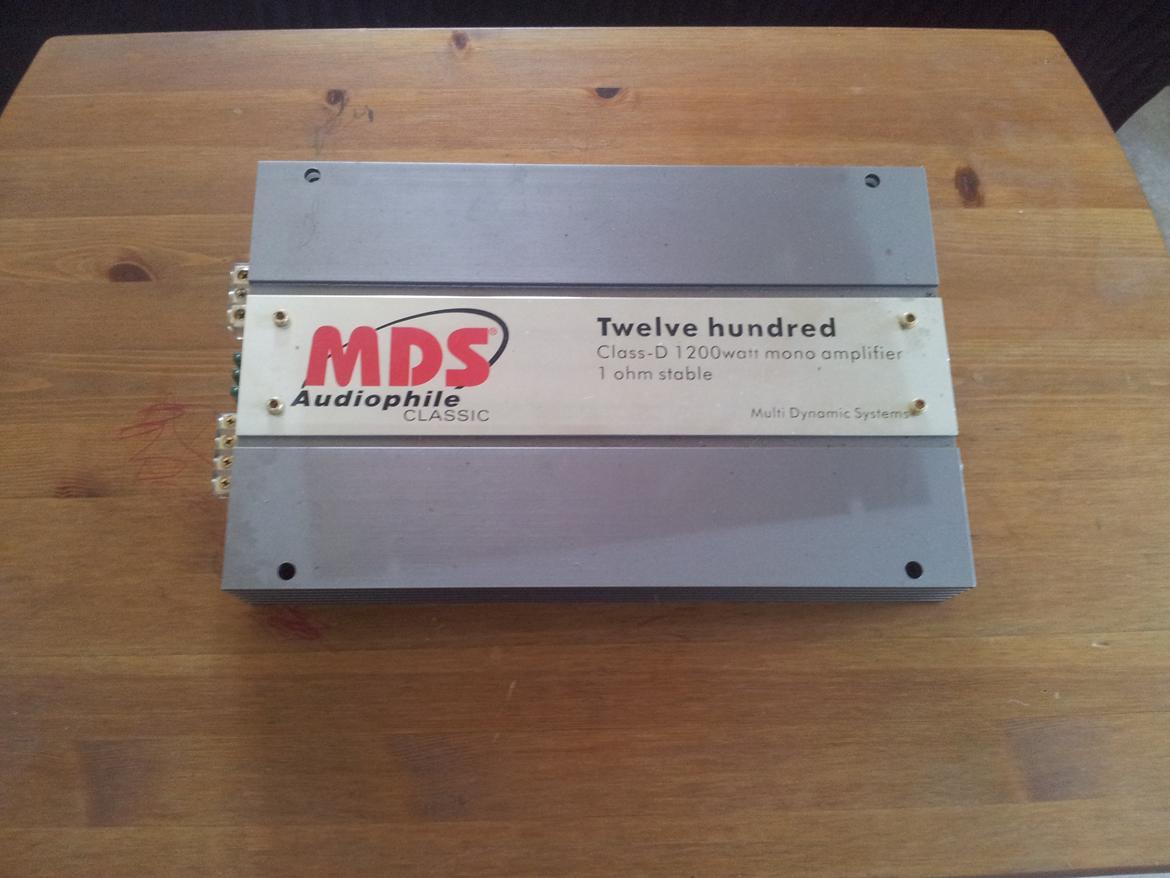 MDS®
Audiophile
CLASSIC
Twelve hundred
Class-D 1200watt mono amplifier
1 ohm stable
Multi Dynamic Systems